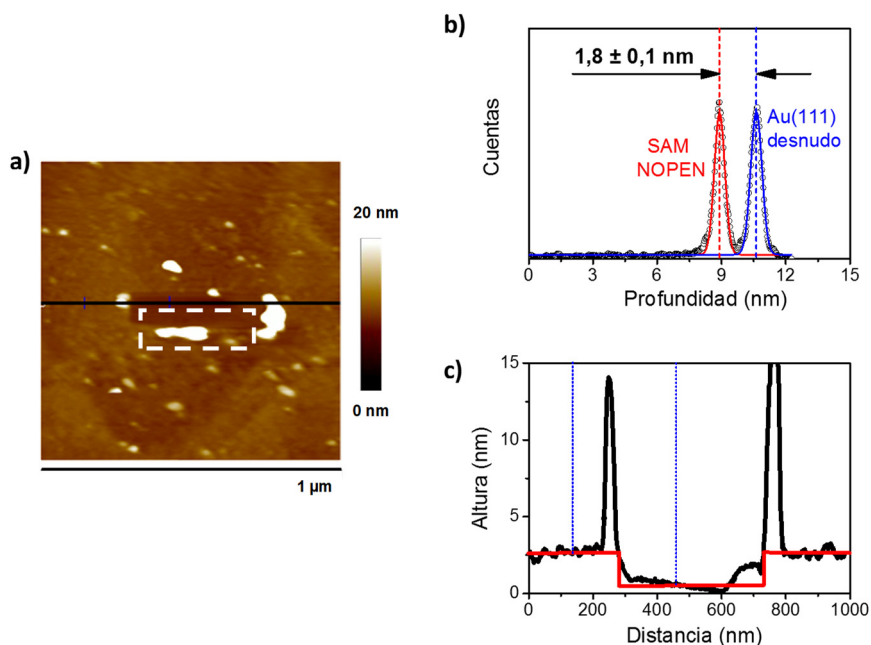 a)
20 nm
0 nm
1 µm
b)
1,8 ± 0,1 nm
Cuentas
SAM
NOPEN
Au(111)
desnudo
0 3 6 9 12 15
Profundidad (nm)
c)
15
10
5
0
Altura (nm)
0 200 400 600 800 1000
Distancia (nm)